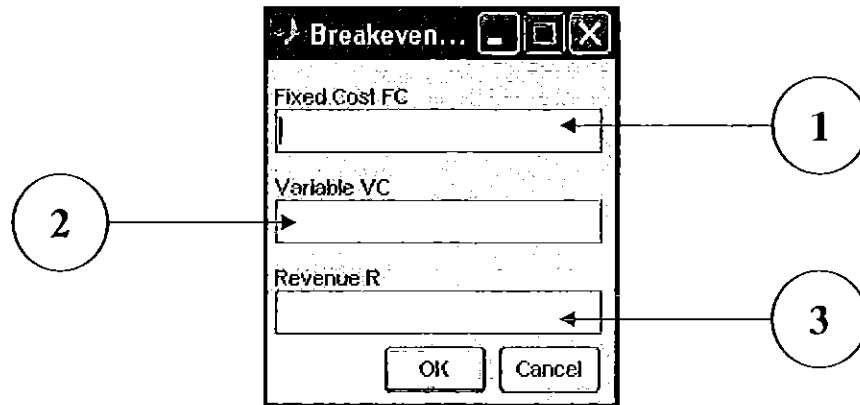 Breakeven...
Fixed Cost FC
1
Variable VC
2
Revenue R
3
OK Cancel